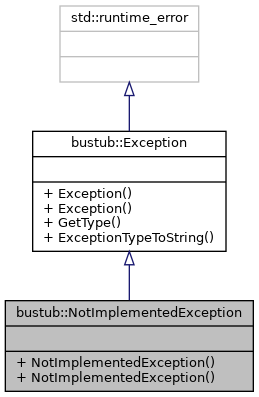 std::runtime_error
bustub::Exception
+ Exception()
+ Exception()
+ GetType()
+ ExceptionTypeToString()
bustub::NotImplementedException
+ NotImplementedException()
+ NotImplementedException()